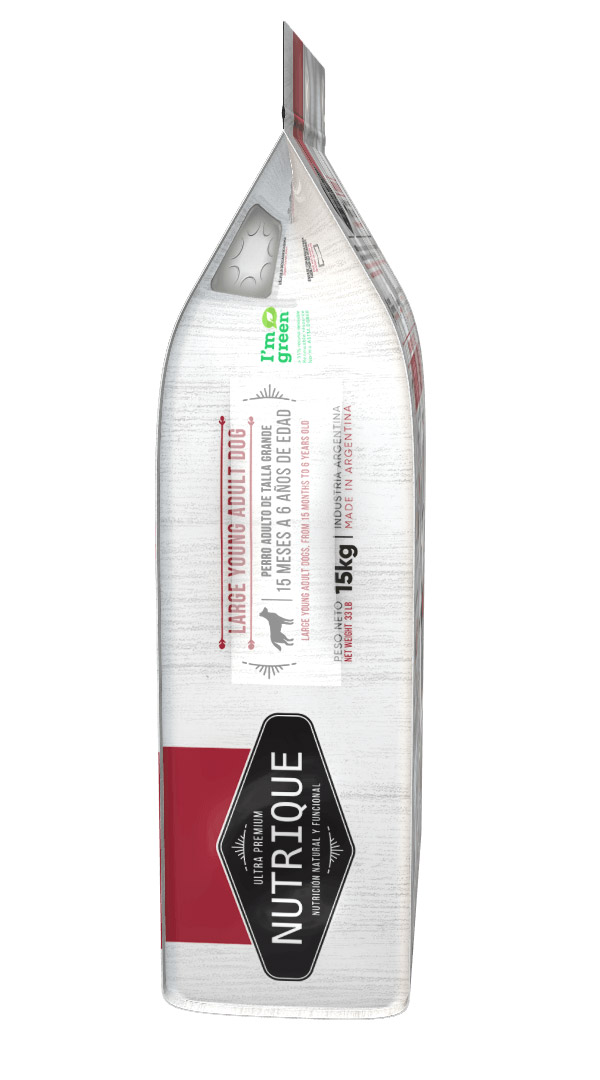 ULTRA PREMIUM
NUTRIQUE
NUTRICIÓN NATURAL Y FUNCIONAL
LARGE YOUNG ADULT DOG
PERRO ADULTO DE TALLA GRANDE
15 MESES A 6 AÑOS DE EDAD
LARGE YOUNG ADULT DOGS, FROM 15 MONTHS TO 6 YEARS OLD
PESO NETO
NET WEIGHT 33 LB
15kg
INDUSTRIA ARGENTINA
MADE IN ARGENTINA
I'm
green